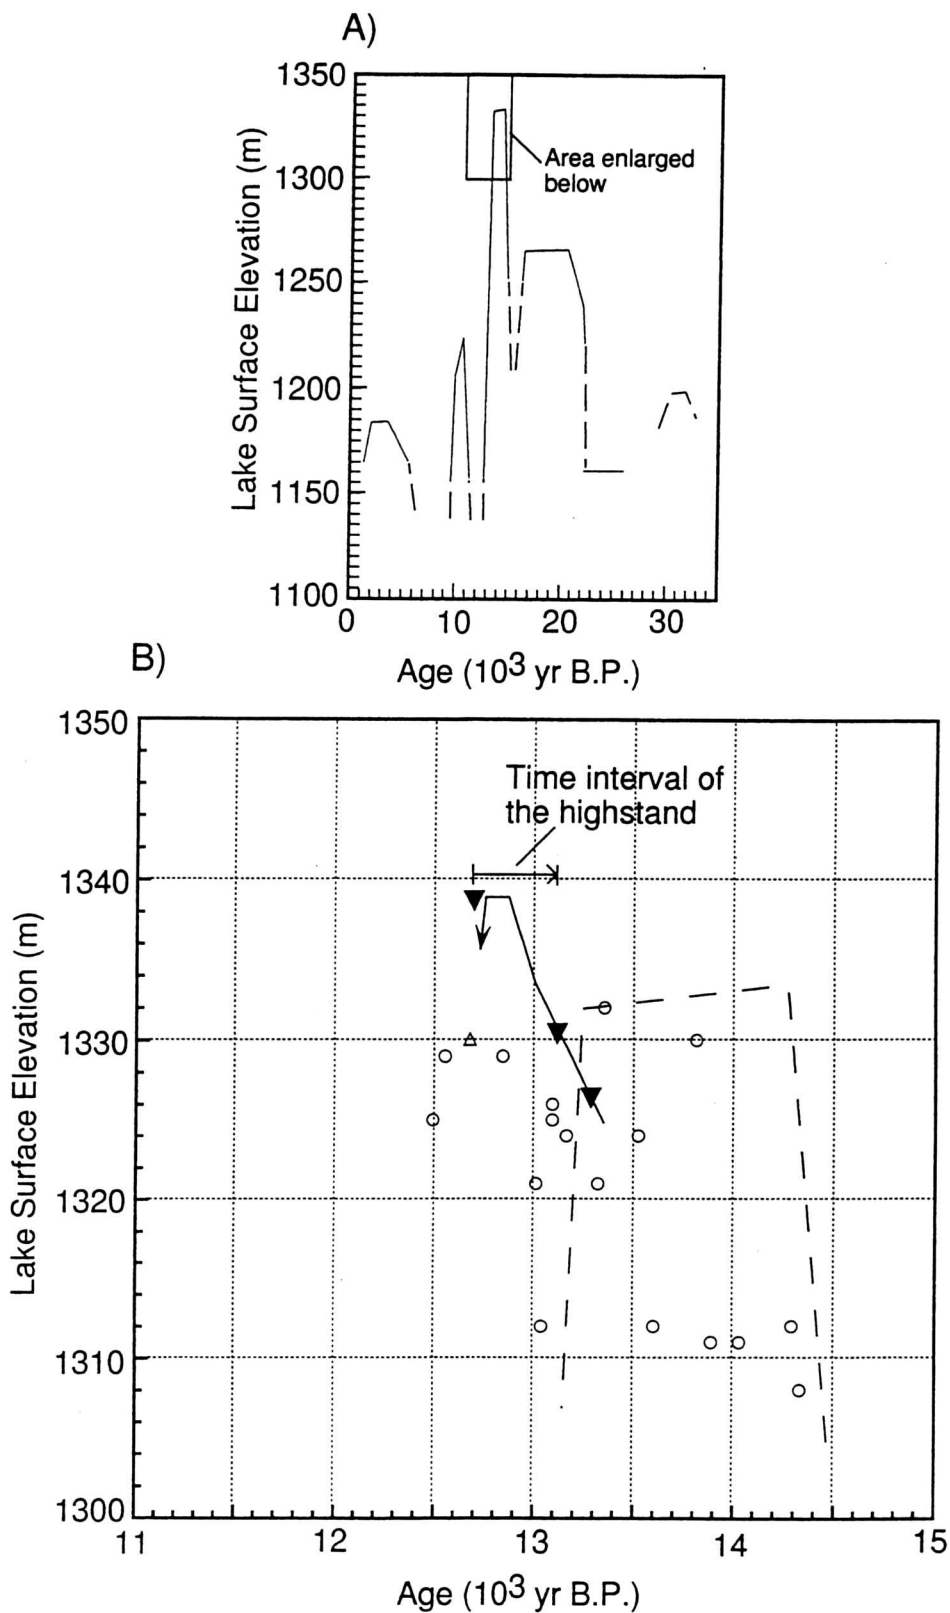 A)
1350
1300
1250
1200
1150
1100
Lake Surface Elevation (m)
Area enlarged
below
0 10 20 30
Age (10³ yr B.P.)
B)
1350
1340
1330
1320
1310
1300
Lake Surface Elevation (m)
Time interval of
the highstand
11 12 13 14 15
Age (10³ yr B.P.)